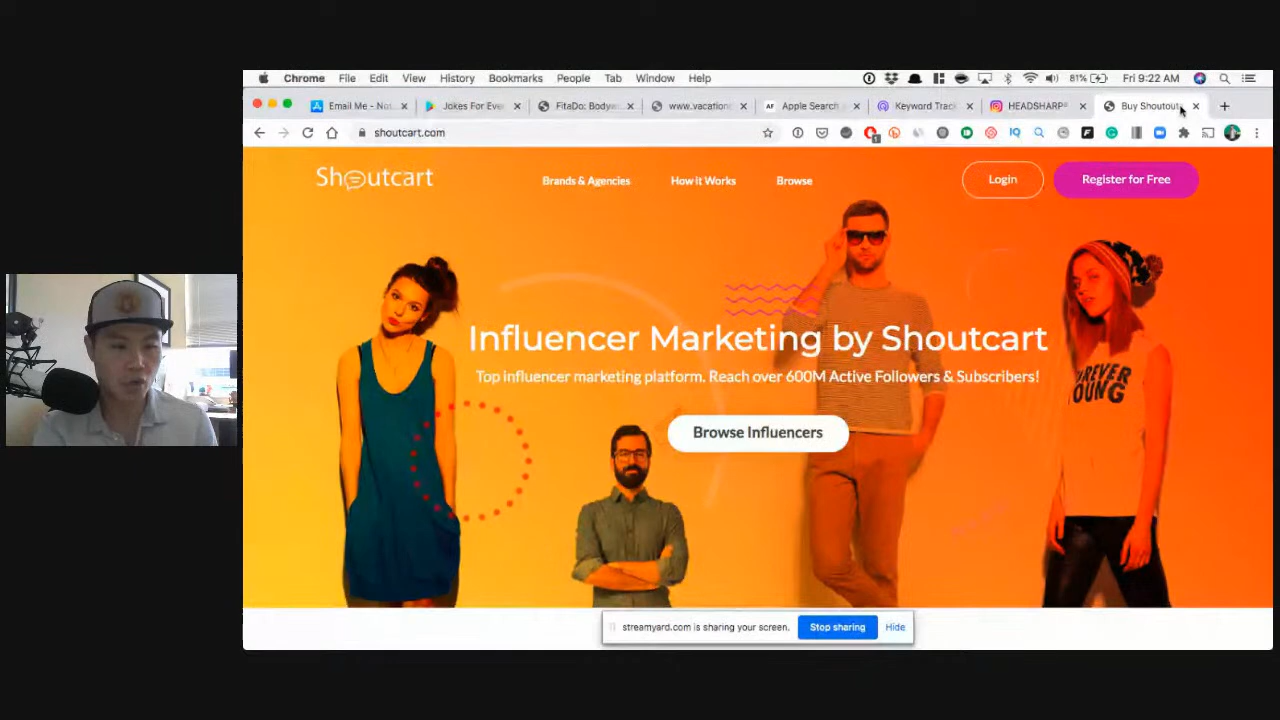 Chrome File Edit View History Bookmarks People Tab Window Help 81% Fri 9:22 AM
Email Me - No Jokes For Eve FitaDo: Bodyw www.vacation Apple Search Keyword Track HEADSHARP® Buy Shoutout
shoutcart.com
Shoutcart Brands & Agencies How it Works Browse Login Register for Free
Influencer Marketing by Shoutcart
Top influencer marketing platform. Reach over 600M Active Followers & Subscribers!
Browse Influencers
OREVER
OUNG
streamyard.com is sharing your screen. Stop sharing Hide